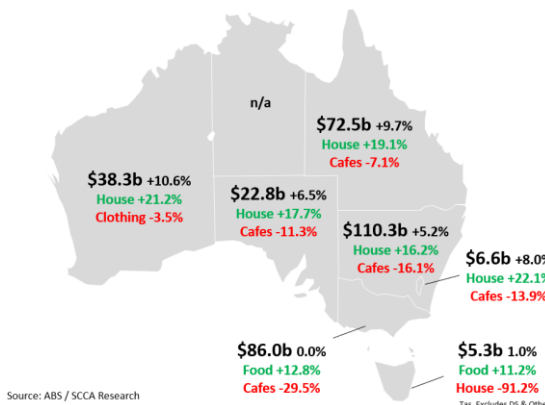 n/a
$72.5b +9.7%
House +19.1%
Cafes -7.1%
$38.3b +10.6%
House +21.2%
Clothing -3.5%
$22.8b +6.5%
House +17.7%
Cafes -11.3%
$110.3b +5.2%
House +16.2%
Cafes -16.1%
$6.6b +8.0%
House +22.1%
Cafes -13.9%
$86.0b 0.0%
Food +12.8%
Cafes -29.5%
$5.3b 1.0%
Food +11.2%
House -91.2%
Source: ABS / SCCA Research
Tas. Excludes DS &